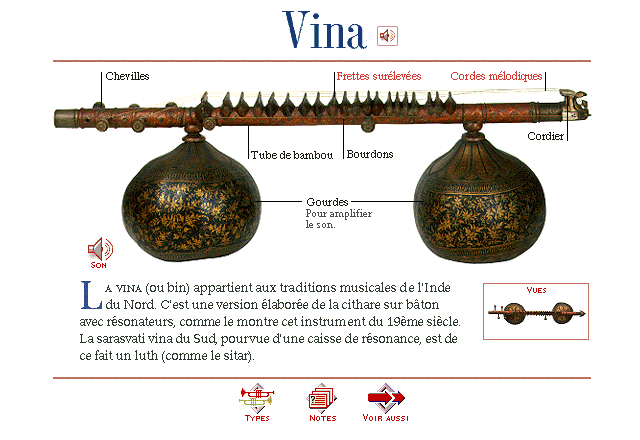 Vina
Chevilles
Frettes surélevées
Cordes mélodiques
Cordier
Tube de bambou
Bourdons
Gourdes
Pour amplifier
le son.
SON
LA VINA (ou bin) appartient aux traditions musicales de l'Inde
du Nord. C'est une version élaborée de la cithare sur bâton
avec résonateurs, comme le montre cet instrument du 19ème siècle.
La sarasvati vina du Sud, pourvue d'une caisse de résonance, est de
ce fait un luth (comme le sitar).
VUES
TYPES
NOTES
VOIR AUSSI